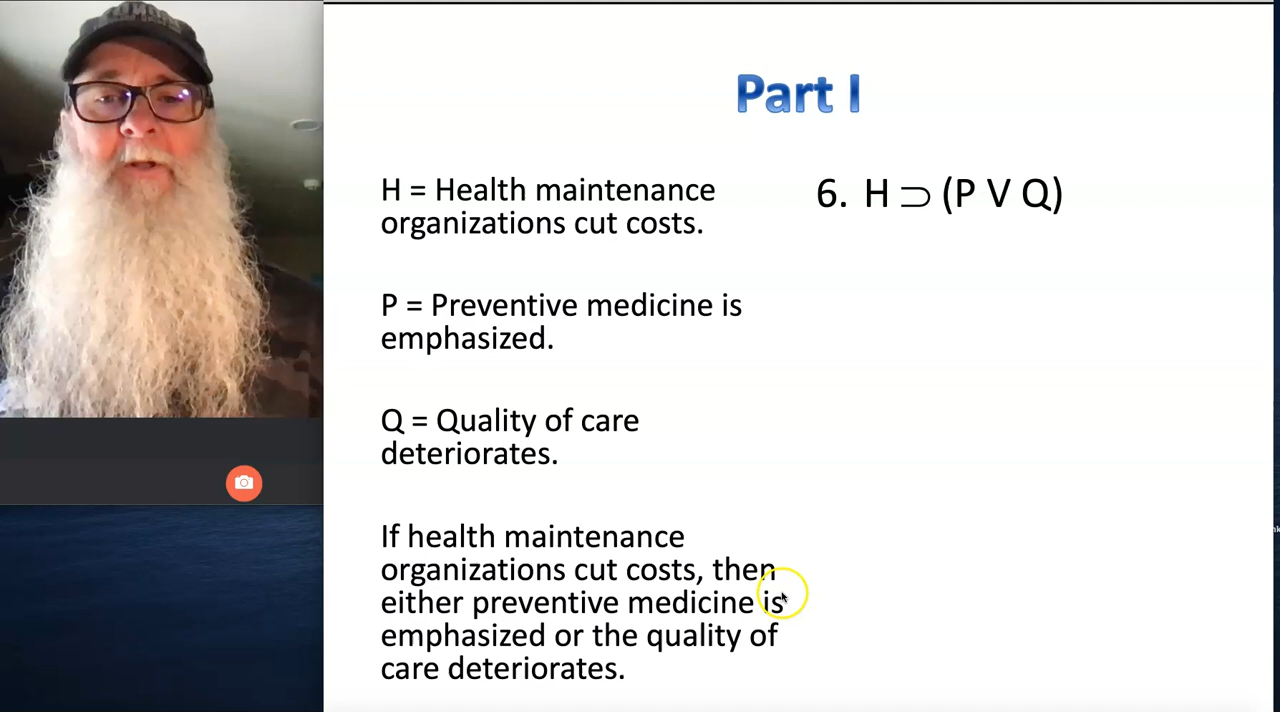 Part I
H = Health maintenance
organizations cut costs.
6. H ⊃ (P V Q)
P = Preventive medicine is
emphasized.
Q = Quality of care
deteriorates.
If health maintenance
organizations cut costs, then
either preventive medicine is
emphasized or the quality of
care deteriorates.